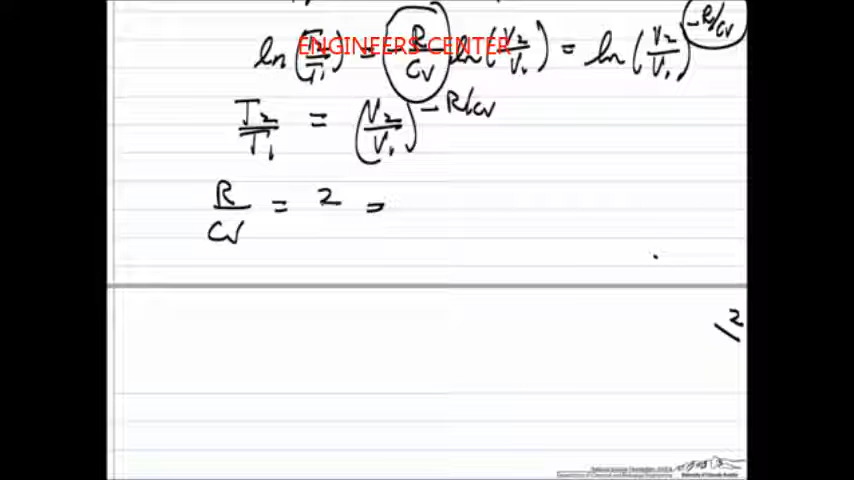 -R/CV
ln(T2/T1) = -R/CV ln(V2/V1) = ln(V2/V1)
ENGINEERS CENTER
T2/T1 = (V2/V1)^-R/CV
R/CV = 2 =
2